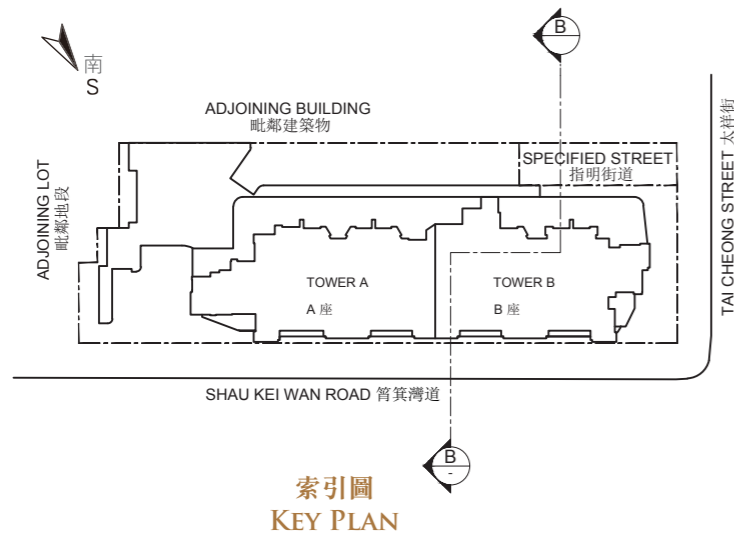 B
南
S
ADJOINING BUILDING
毗鄰建築物
SPECIFIED STREET
指明街道
ADJOINING LOT
毗鄰地段
TAI CHEONG STREET 太祥街
TOWER A
A 座
TOWER B
B 座
SHAU KEI WAN ROAD 筲箕灣道
B
-
索引圖
KEY PLAN